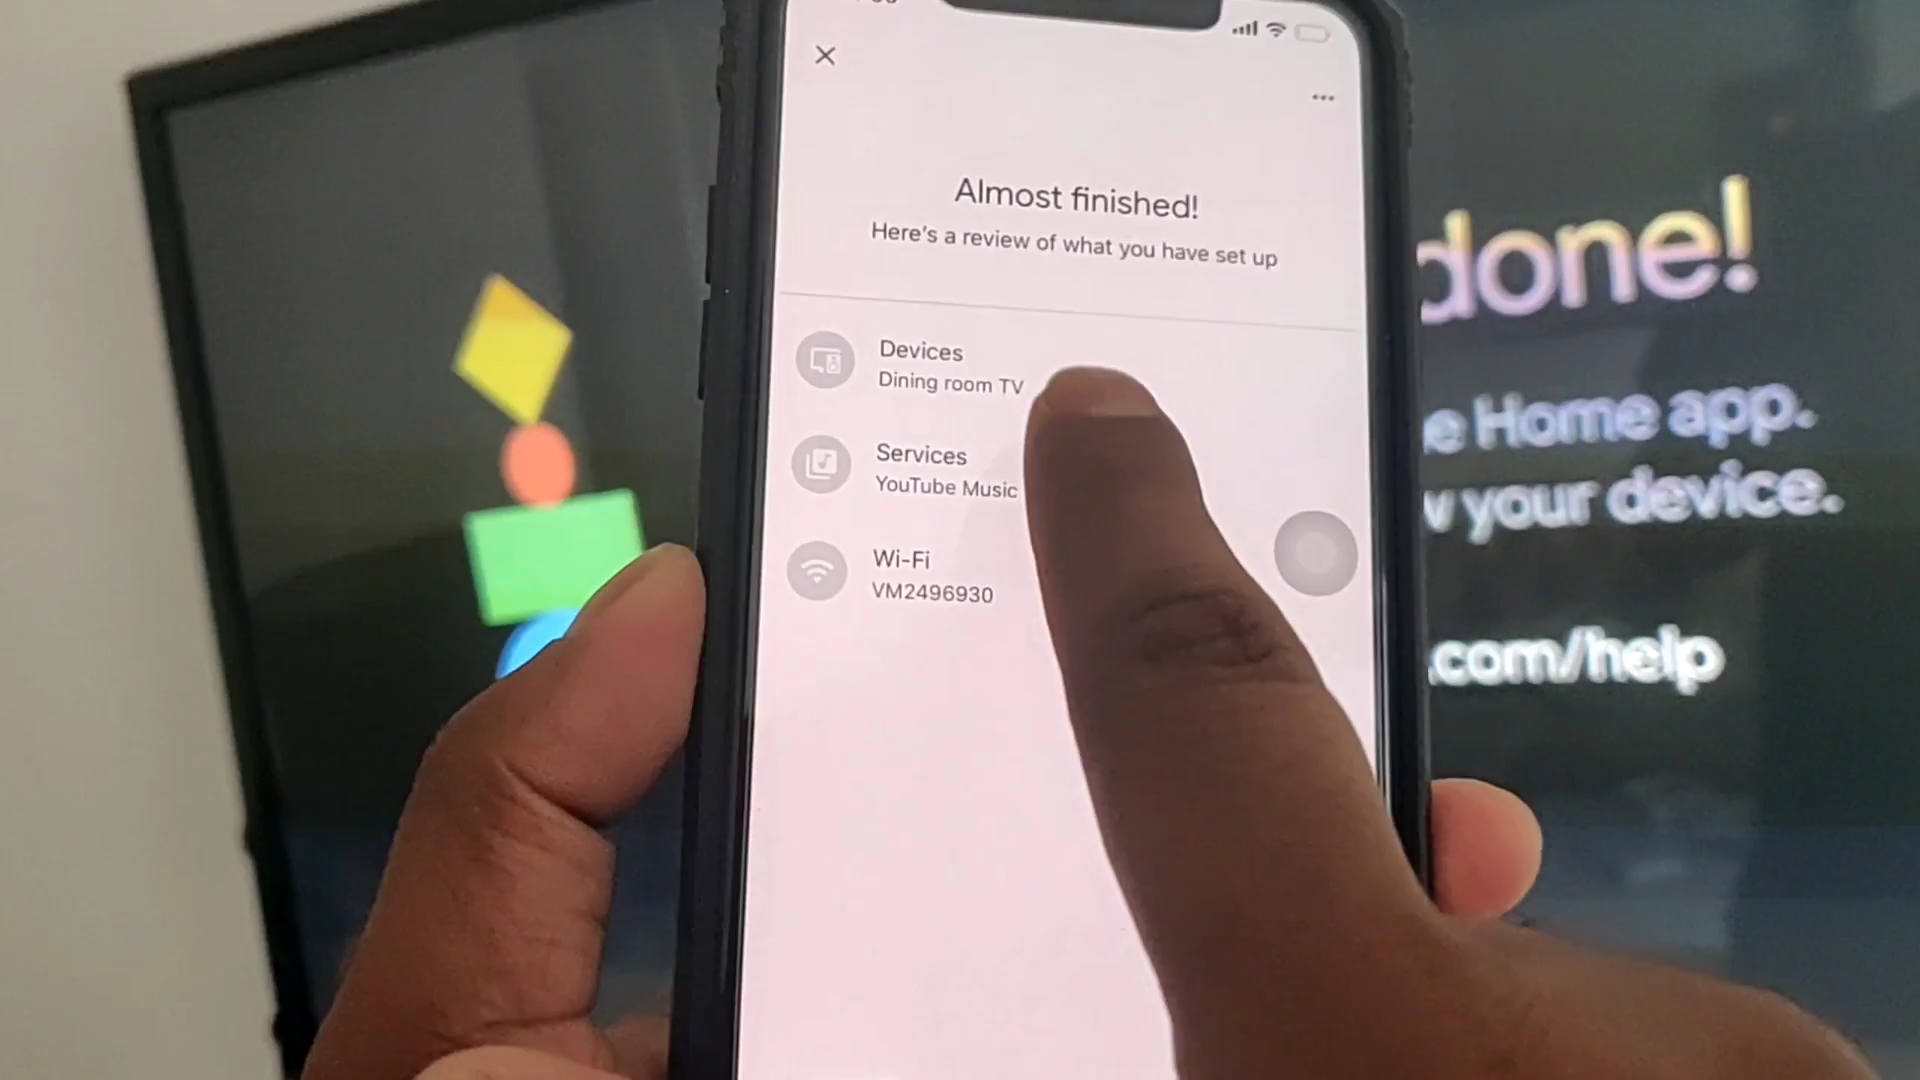 Almost finished!
Here's a review of what you have set up
Devices
Dining room TV
Services
YouTube Music
Wi-Fi
VM2496930
done!
Home app.
your device.
.com/help